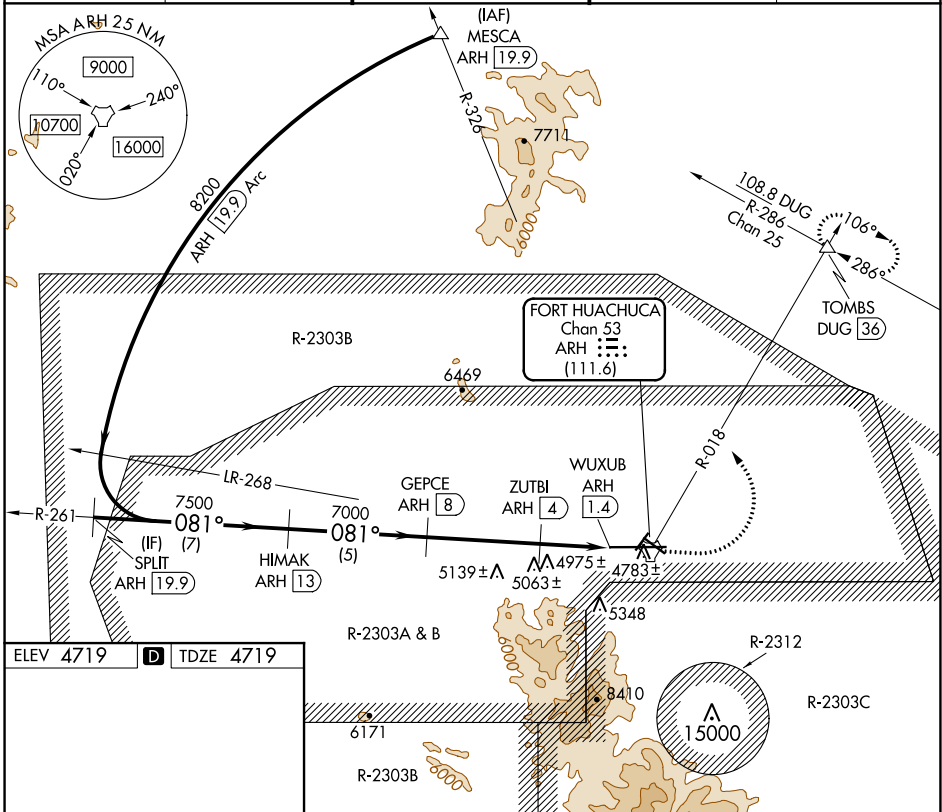 MSA ARH 25 NM
9000
110°
240°
10700
16000
020°
(IAF)
MESCA
ARH 19.9
R-326
7711
6000
8200
ARH 19.9 Arc
108.8 DUG
R-286
Chan 25
106°
286°
TOMBS
DUG 36
FORT HUACHUCA
Chan 53
ARH
(111.6)
R-2303B
6469
R-018
LR-268
R-261
7500
081°
(7)
(IF)
SPLIT
ARH 19.9
HIMAK
ARH 13
7000
081°
(5)
GEPCE
ARH 8
ZUTBI
ARH 4
WUXUB
ARH
1.4
5139±
5063±
4975±
4783±
5348
R-2303A & B
6000
R-2312
R-2303C
8410
15000
ELEV 4719 D TDZE 4719
6171
R-2303B
6000